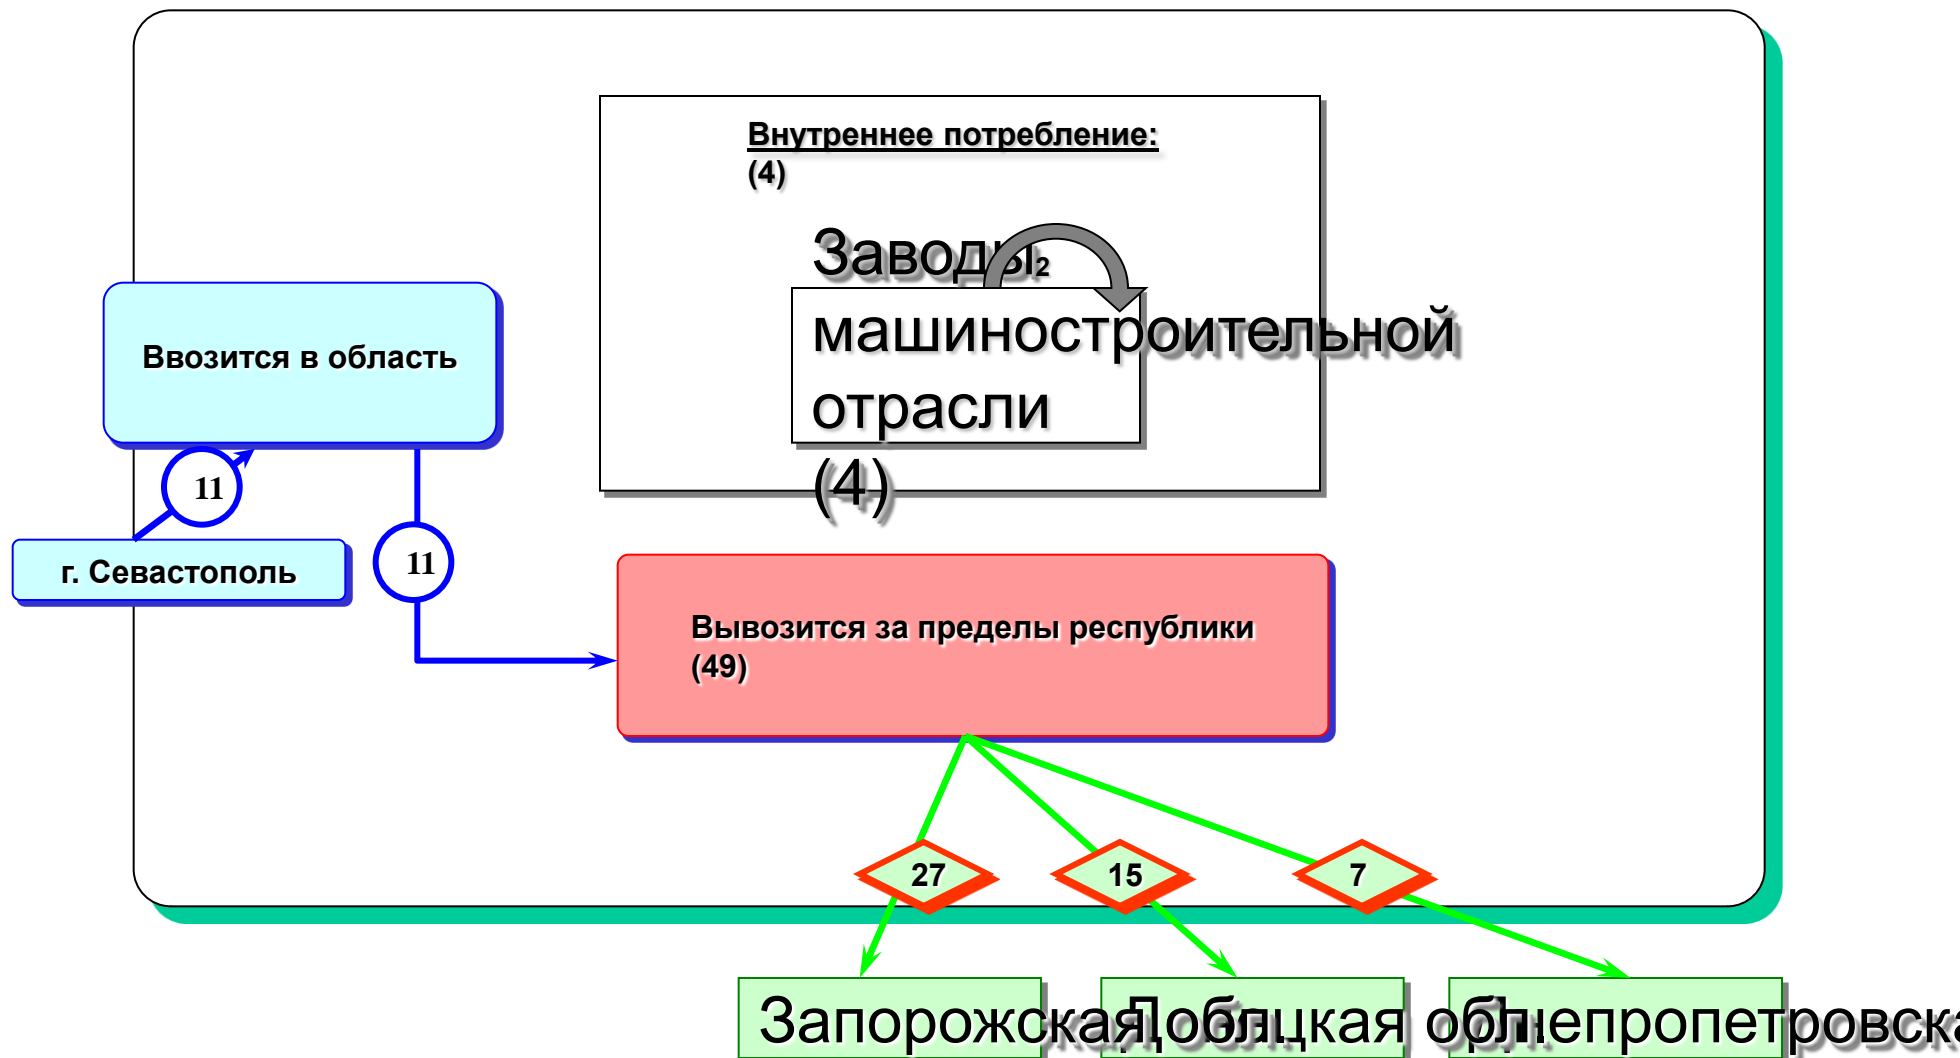 Внутреннее потребление:
(4)
Заводы
2
машиностроительной
отрасли
(4)
Ввозится в область
11
г. Севастополь
11
Вывозится за пределы республики
(49)
27
15
7
Запорожская обл.
обл.